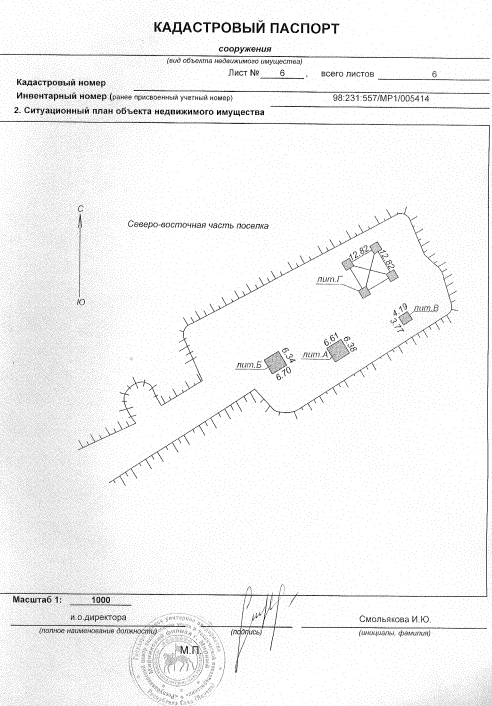 КАДАСТРОВЫЙ ПАСПОРТ
сооружения
(вид объекта недвижимого имущества)
Лист № 6 , всего листов 6
Кадастровый номер
Инвентарный номер (ранее присвоенный учетный номер) 98:231:557/МР1/005414
2. Ситуационный план объекта недвижимого имущества
С
Северо-восточная часть поселка
Ю
12,82
12,82
лит.Г
4.19
лит.В
3.77
6.61
лит.А
6.38
лит.Б
6.34
6.70
Масштаб 1: 1000
и.о.директора
Смольякова И.Ю.
(полное наименование должности)
(подпись)
(инициалы, фамилия)
М.П.
Республике Саха (Якутия)